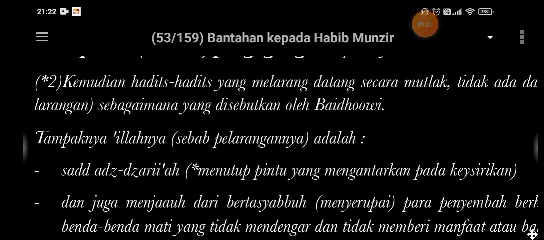 21:22
09:01
(53/159) Bantahan kepada Habib Munzir
(*2)Kemudian hadits-hadits yang melarang datang secara mutlak, tidak ada da
larangan) sebagaimana yang disebutkan oleh Baidhoowi.
Tampaknya 'illahnya (sebab pelarangannya) adalah :
- sadd adz-dzarii'ah (*menutup pintu yang mengantarkan pada keysirikan)
- dan juga menjaauh dari bertasyabbuh (menyerupai) para penyembah berh
benda-benda mati yang tidak mendengar dan tidak memberi manfaat atau ba